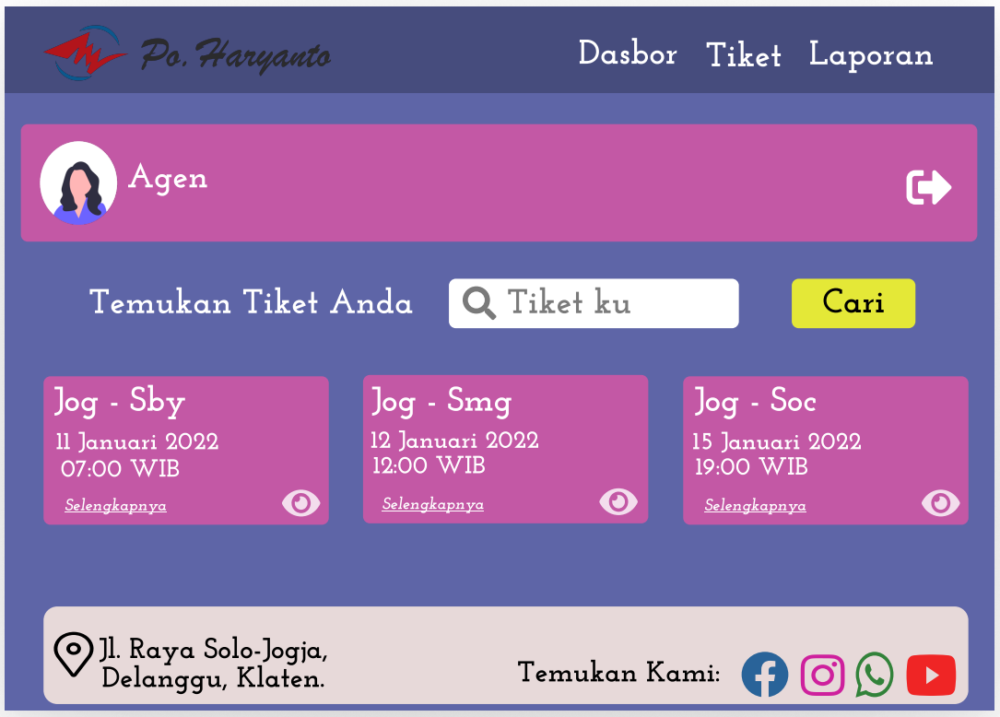 Po. Haryanto
Dasbor Tiket Laporan
Agen
Temukan Tiket Anda
Tiket ku
Cari
Jog - Sby
11 Januari 2022
07:00 WIB
Selengkapnya
Jog - Smg
12 Januari 2022
12:00 WIB
Selengkapnya
Jog - Soc
15 Januari 2022
19:00 WIB
Selengkapnya
Jl. Raya Solo-Jogja,
Delanggu, Klaten.
Temukan Kami: